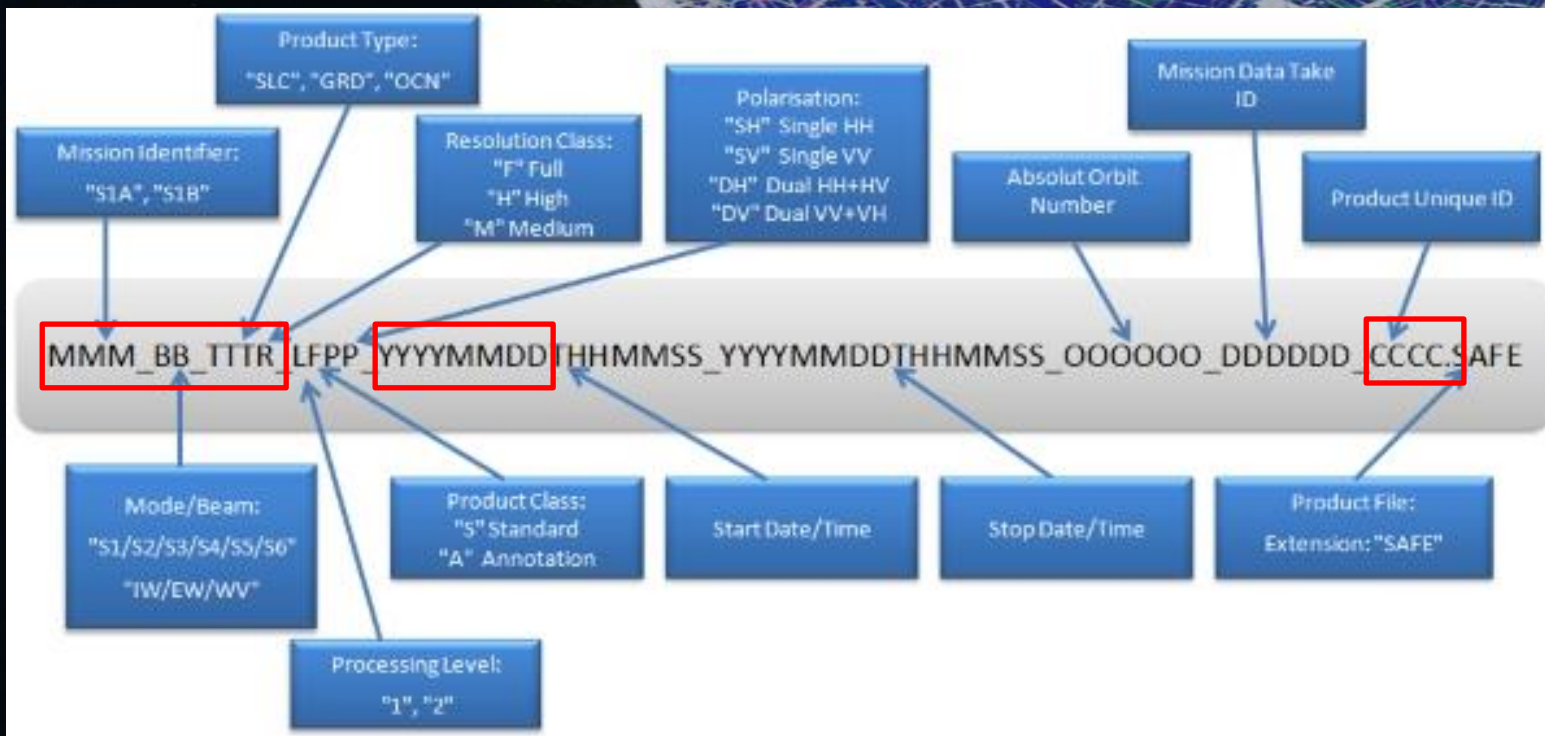 Product Type:
"SLC", "GRD", "OCN"
Mission Identifier:
"S1A", "S1B"
Resolution Class:
"F" Full
"H" High
"M" Medium
Polarisation:
"SH" Single HH
"SV" Single VV
"DH" Dual HH+HV
"DV" Dual VV+VH
Absolut Orbit
Number
Mission Data Take
ID
Product Unique ID
MMM_BB_TTTR_LFPP_YYYYMMDDTHHMMSS_YYYYMMDDTHHMMSS_OOOOOO_DDDDDD_CCCC.SAFE
Mode/Beam:
"S1/S2/S3/S4/S5/S6"
"IW/EW/WV"
Processing Level:
"1", "2"
Product Class:
"S" Standard
"A" Annotation
Start Date/Time
Stop Date/Time
Product File:
Extension: "SAFE"